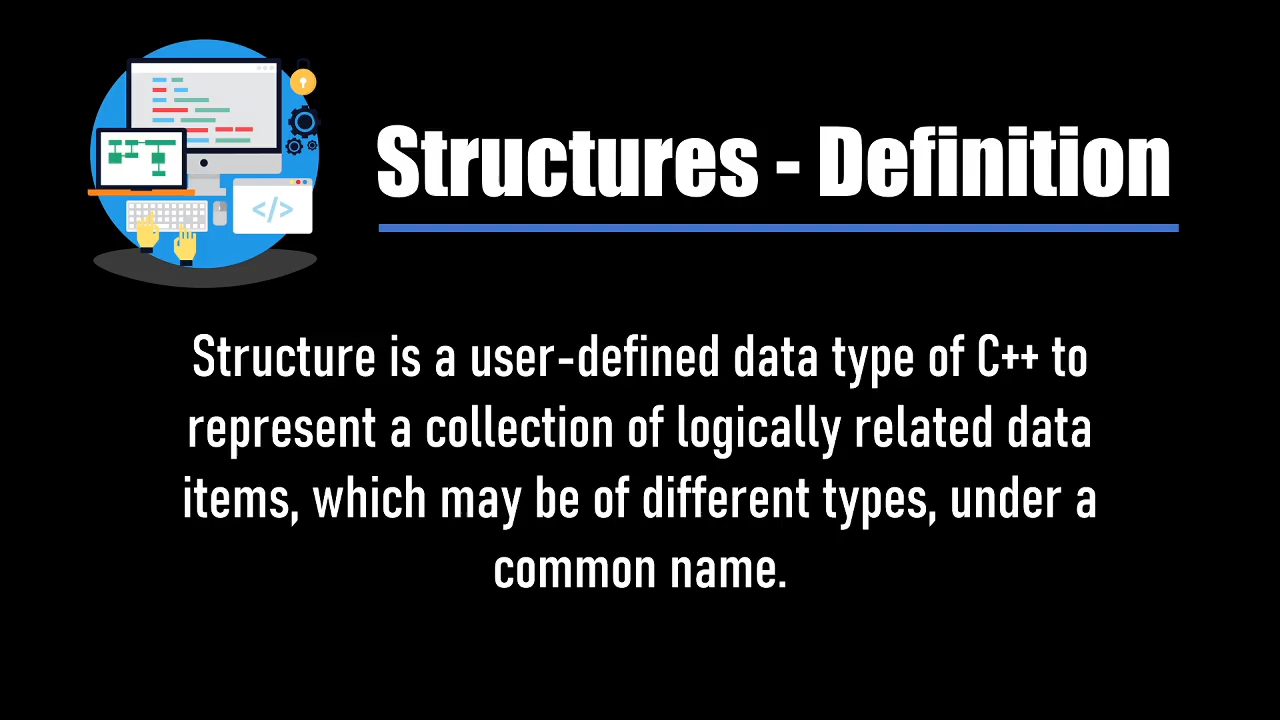 Structures - Definition
</>
Structure is a user-defined data type of C++ to
represent a collection of logically related data
items, which may be of different types, under a
common name.